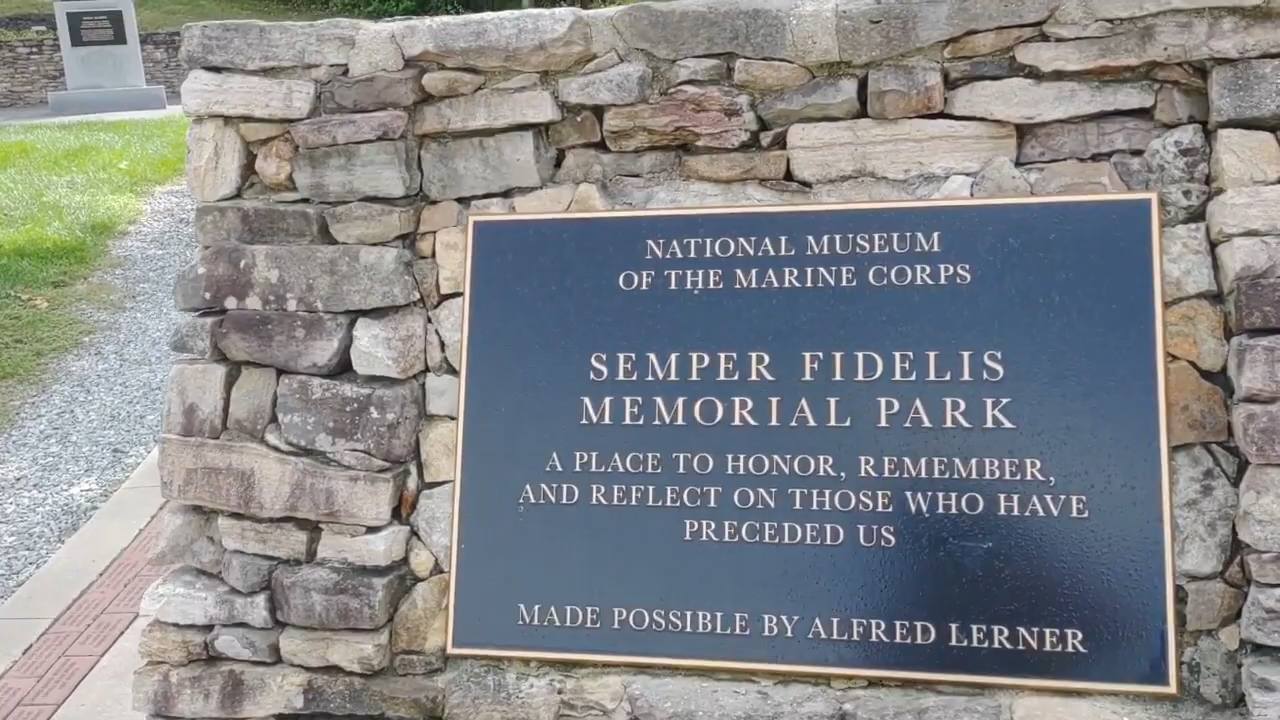 NATIONAL MUSEUM
OF THE MARINE CORPS
SEMPER FIDELIS
MEMORIAL PARK
A PLACE TO HONOR, REMEMBER,
AND REFLECT ON THOSE WHO HAVE
PRECEDED US
MADE POSSIBLE BY ALFRED LERNER